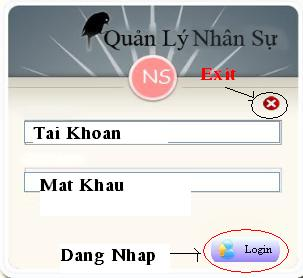 Quản Lý Nhân Sự
NS
Exit
Tai Khoan
Mat Khau
Dang Nhap
Login